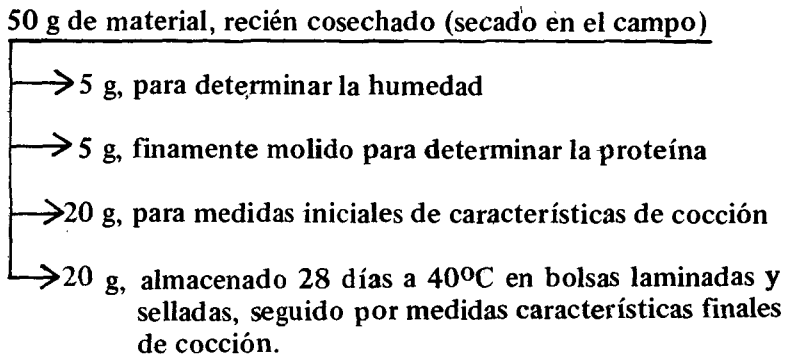 50 g de material, recién cosechado (secado en el campo)
5 g, para determinar la humedad
5 g, finamente molido para determinar la proteína
20 g, para medidas iniciales de características de cocción
20 g, almacenado 28 días a 40ºC en bolsas laminadas y
selladas, seguido por medidas características finales
de cocción.